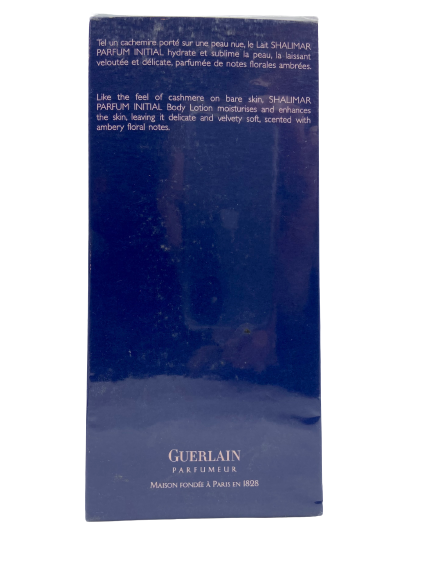 Tel un cachemire porté sur une peau nue, le Lait SHALIMAR
PARFUM INITIAL hydrate et sublime la peau, la laissant
veloutée et délicate, parfumée de notes florales ambrées.
Like the feel of cashmere on bare skin, SHALIMAR
PARFUM INITIAL Body Lotion moisturises and enhances
the skin, leaving it delicate and velvety soft, scented with
ambery floral notes.
GUERLAIN
PARFUMEUR
MAISON FONDÉE À PARIS EN 1828